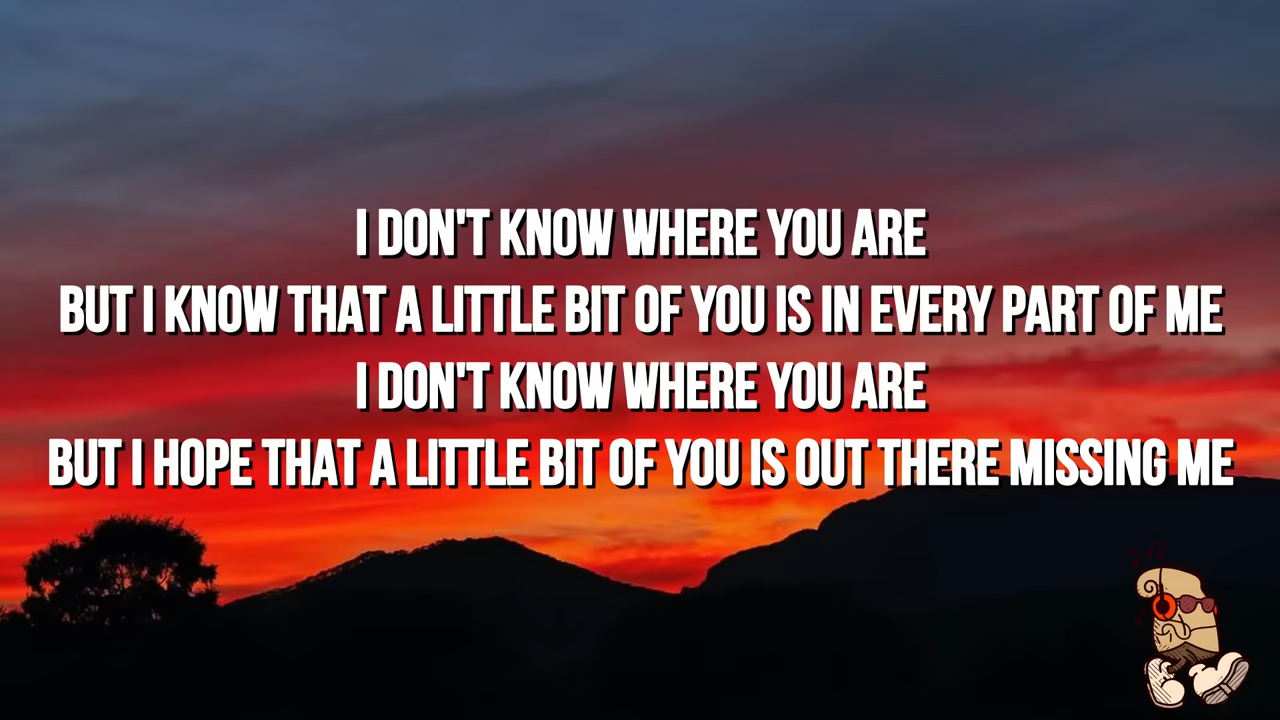 I DON'T KNOW WHERE YOU ARE
BUT I KNOW THAT A LITTLE BIT OF YOU IS IN EVERY PART OF ME
I DON'T KNOW WHERE YOU ARE
BUT I HOPE THAT A LITTLE BIT OF YOU IS OUT THERE MISSING ME